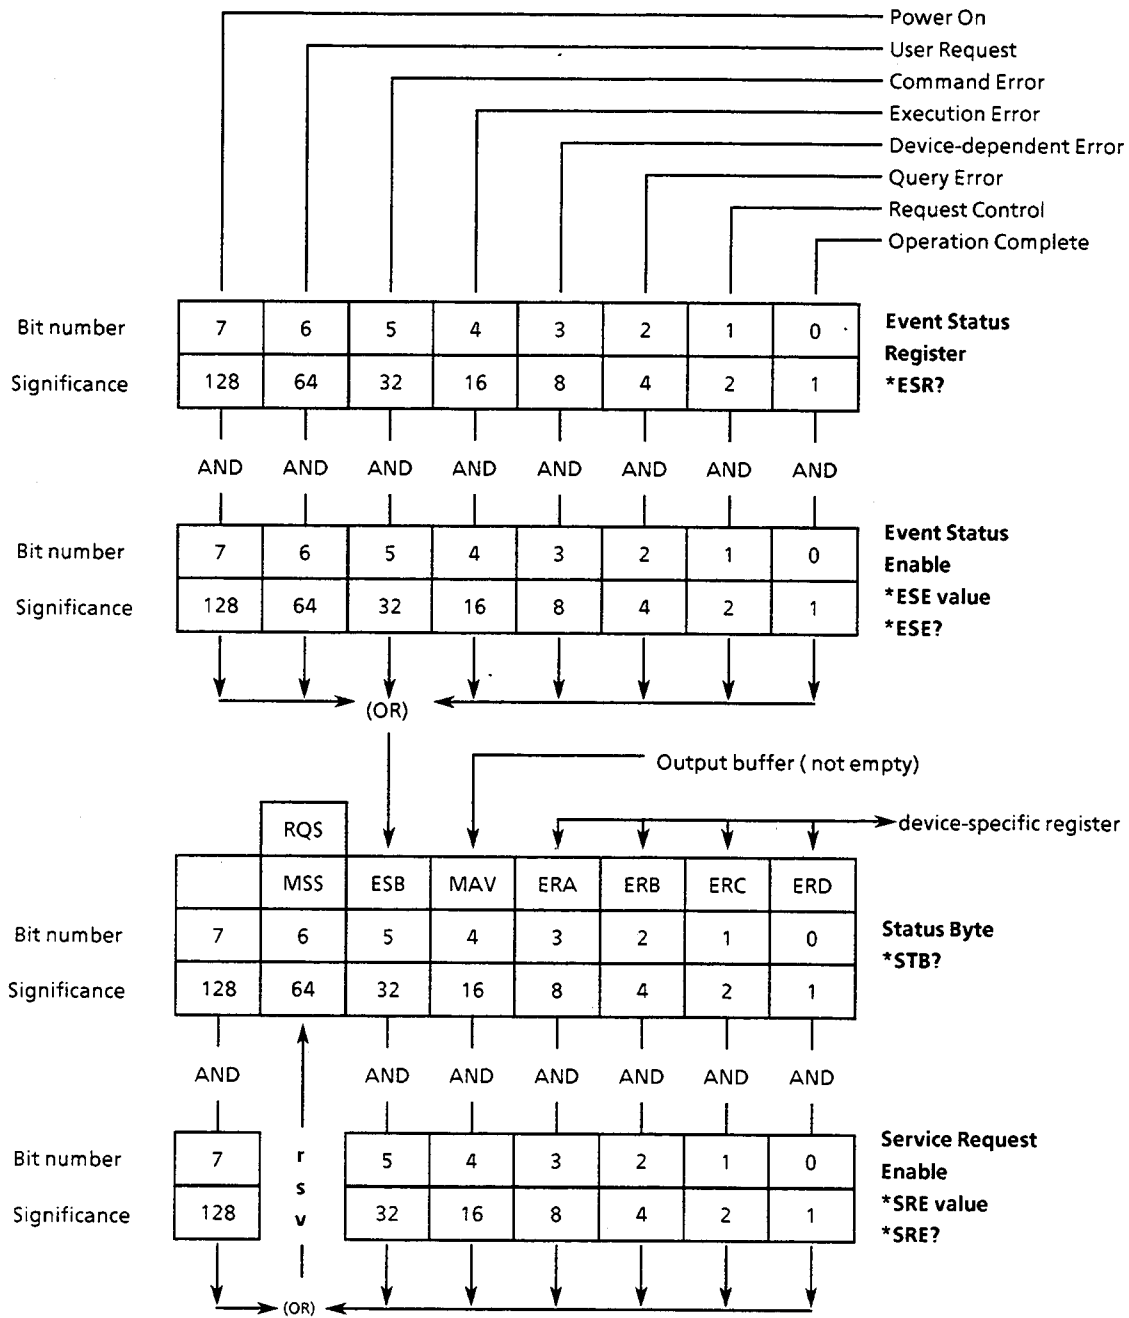 Power On
User Request
Command Error
Execution Error
Device-dependent Error
Query Error
Request Control
Operation Complete
Bit number 7 6 5 4 3 2 1 0
Significance 128 64 32 16 8 4 2 1
Event Status
Register
*ESR?
AND AND AND AND AND AND AND AND
Bit number 7 6 5 4 3 2 1 0
Significance 128 64 32 16 8 4 2 1
Event Status
Enable
*ESE value
*ESE?
(OR)
Output buffer ( not empty)
device-specific register
RQS
MSS ESB MAV ERA ERB ERC ERD
Bit number 7 6 5 4 3 2 1 0
Significance 128 64 32 16 8 4 2 1
Status Byte
*STB?
AND AND AND AND AND AND AND
Bit number 7 5 4 3 2 1 0
Significance 128 32 16 8 4 2 1
r
s
v
Service Request
Enable
*SRE value
*SRE?
(OR)